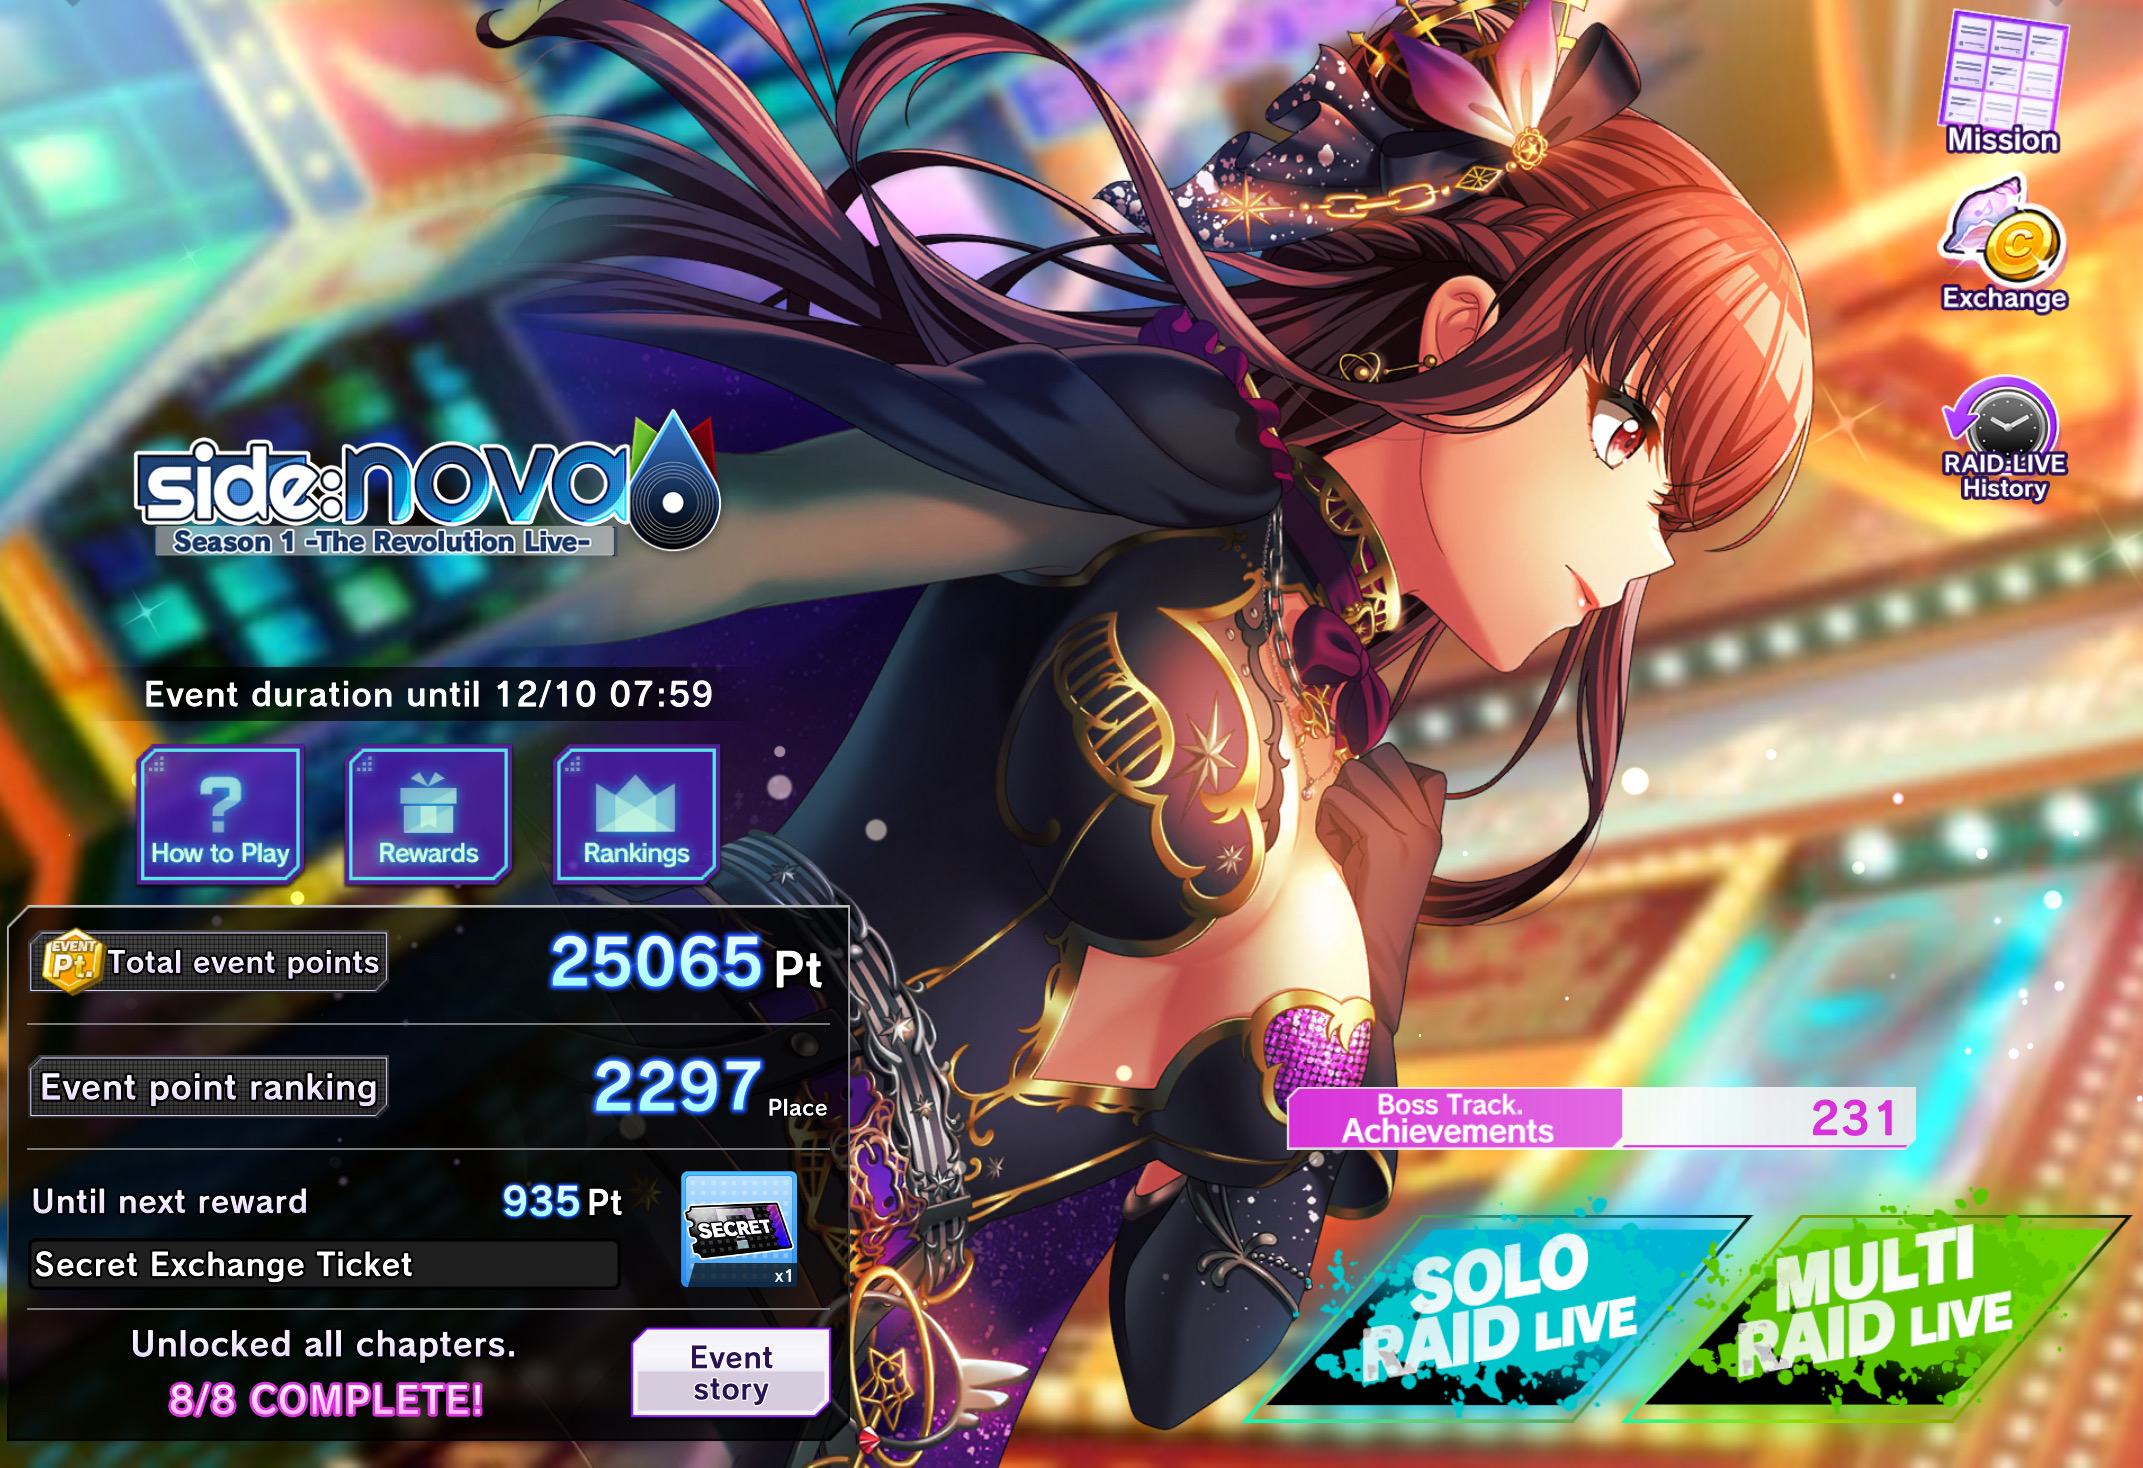 Mission
Exchange
RAID LIVE
History
side:nova
Season 1 -The Revolution Live-
Event duration until 12/10 07:59
?
How to Play
Rewards
Rankings
EVENT
Pt.
Total event points
25065 Pt
Event point ranking
2297 Place
Until next reward
935 Pt
Secret Exchange Ticket
SECRET
x1
Unlocked all chapters.
8/8 COMPLETE!
Event
story
Boss Track.
Achievements
231
SOLO
RAID LIVE
MULTI
RAID LIVE